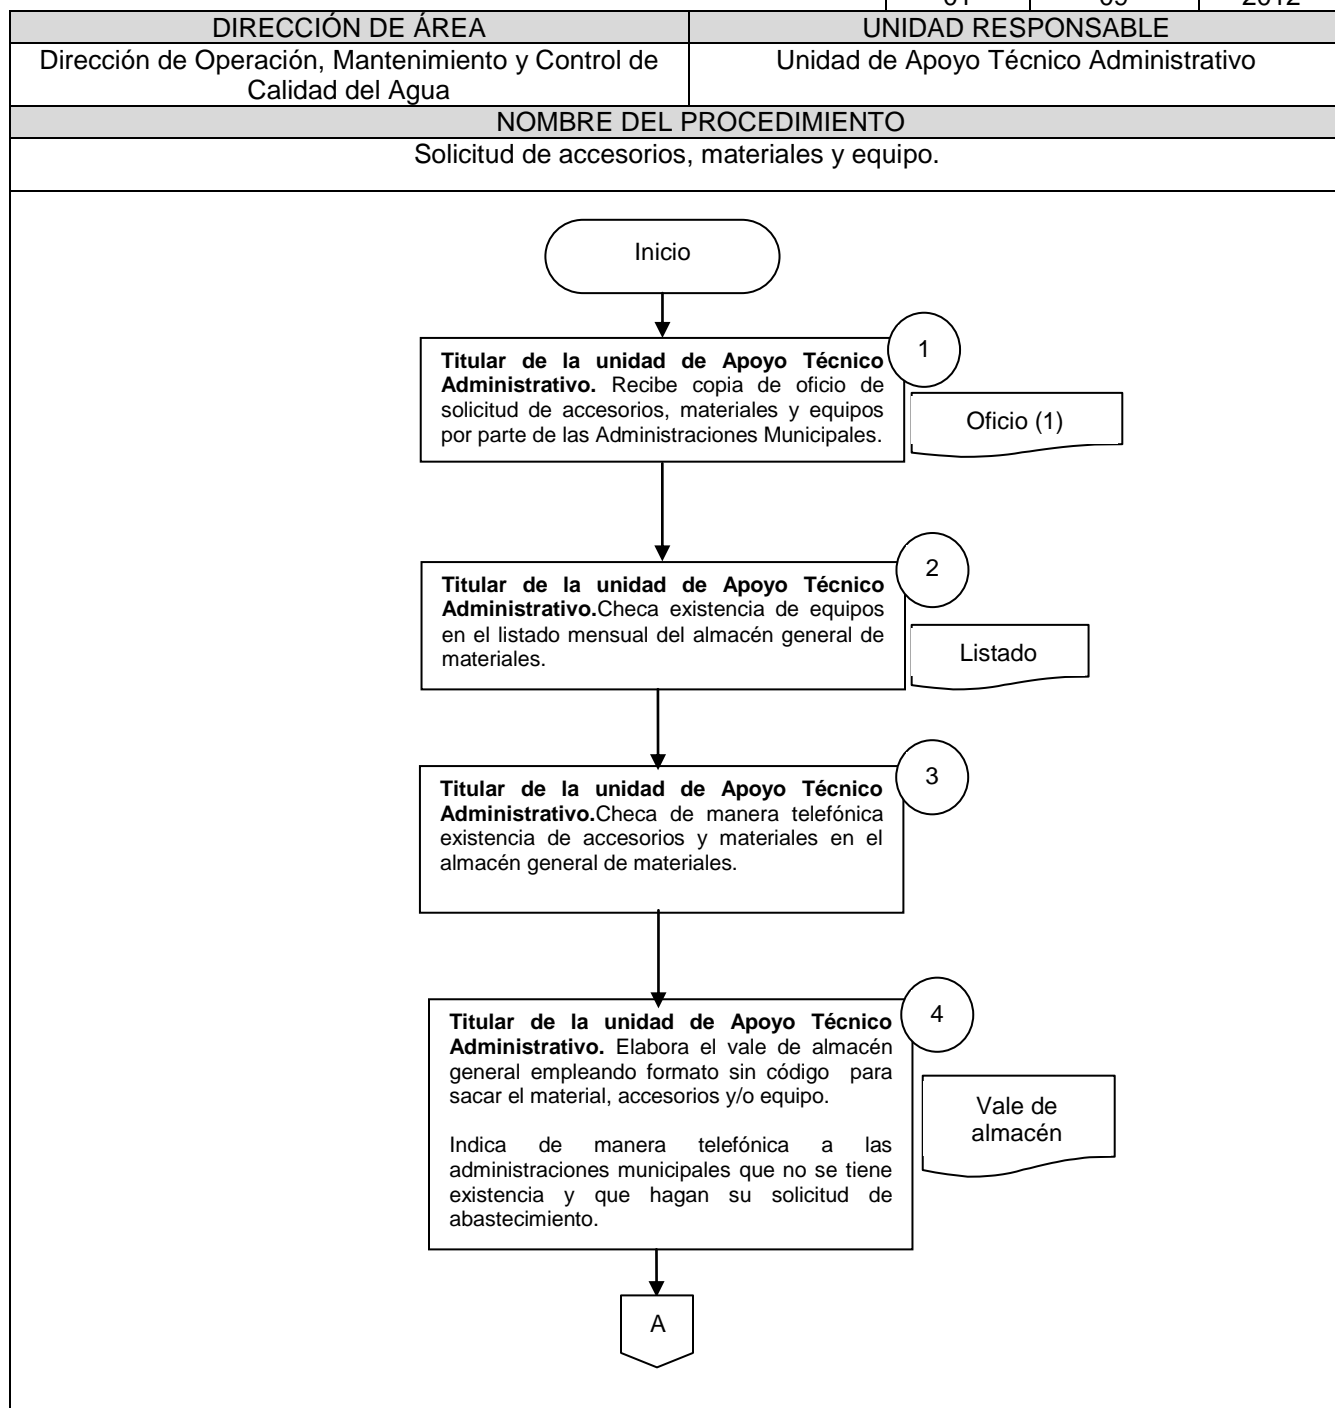 DIRECCIÓN DE ÁREA
UNIDAD RESPONSABLE
Dirección de Operación, Mantenimiento y Control de
Calidad del Agua
Unidad de Apoyo Técnico Administrativo
NOMBRE DEL PROCEDIMIENTO
Solicitud de accesorios, materiales y equipo.
Inicio
1
Titular de la unidad de Apoyo Técnico
Administrativo. Recibe copia de oficio de
solicitud de accesorios, materiales y equipos
por parte de las Administraciones Municipales.
Oficio (1)
2
Titular de la unidad de Apoyo Técnico
Administrativo.Checa existencia de equipos
en el listado mensual del almacén general de
materiales.
Listado
3
Titular de la unidad de Apoyo Técnico
Administrativo.Checa de manera telefónica
existencia de accesorios y materiales en el
almacén general de materiales.
4
Titular de la unidad de Apoyo Técnico
Administrativo. Elabora el vale de almacén
general empleando formato sin código para
sacar el material, accesorios y/o equipo.
Vale de
almacén
Indica de manera telefónica a las
administraciones municipales que no se tiene
existencia y que hagan su solicitud de
abastecimiento.
A